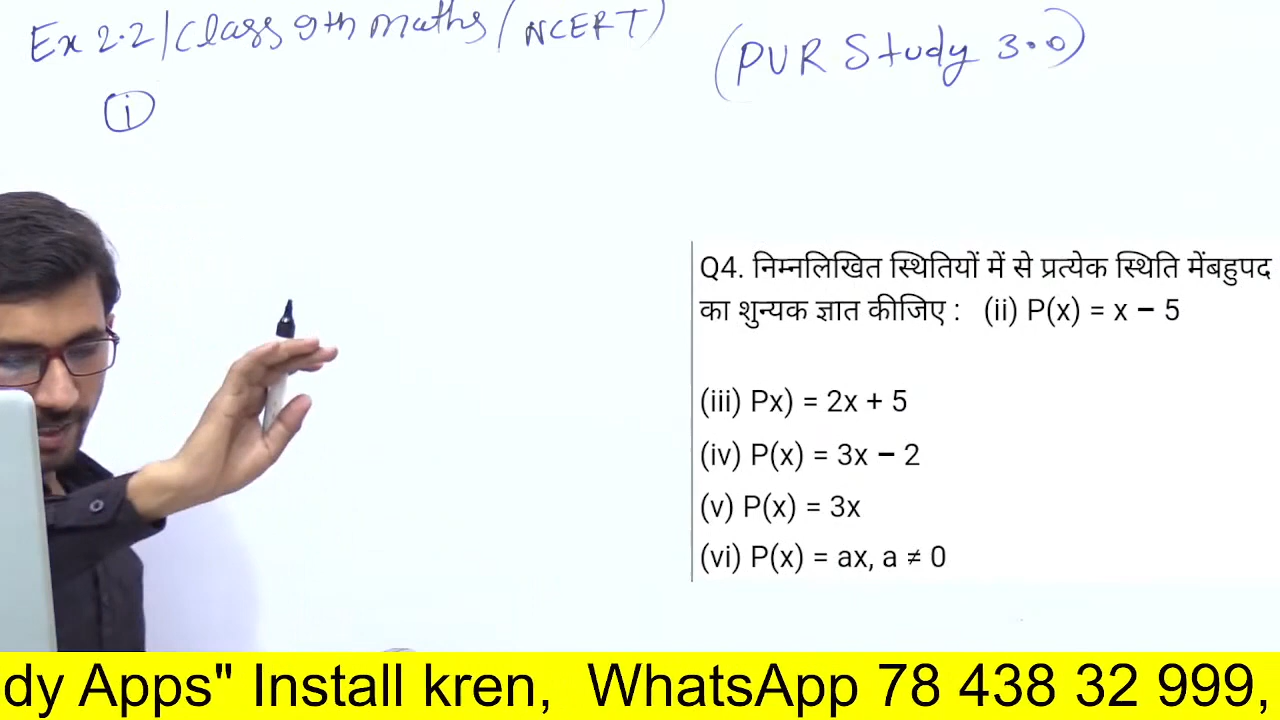 Ex 2.2/Class 9th Maths/(NCERT)
(PUR Study 3.0)
(i)
Q4. निम्नलिखित स्थितियों में से प्रत्येक स्थिति मेंबहुपद
का शुन्यक ज्ञात कीजिए : (ii) P(x) = x – 5
(iii) Px) = 2x + 5
(iv) P(x) = 3x – 2
(v) P(x) = 3x
(vi) P(x) = ax, a ≠ 0
dy Apps" Install kren, WhatsApp 78 438 32 999,